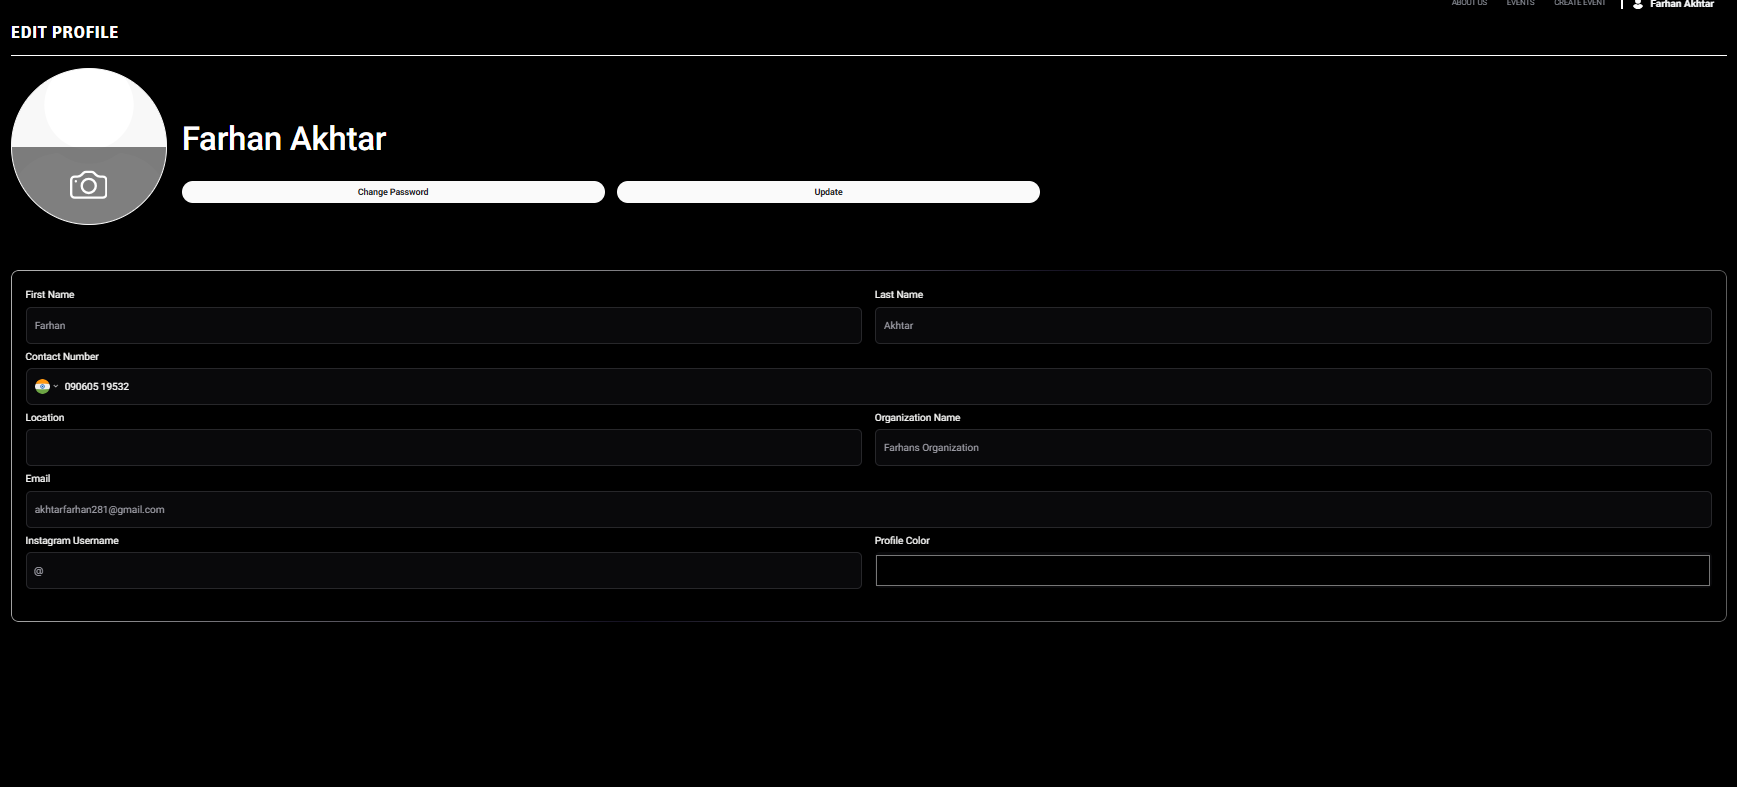 ABOUT US EVENTS CREATE EVENT Farhan Akhtar
EDIT PROFILE
Farhan Akhtar
Change Password Update
First Name Last Name
Farhan Akhtar
Contact Number
090605 19532
Location Organization Name
Farhans Organization
Email
akhtarfarhan281@gmail.com
Instagram Username Profile Color
@